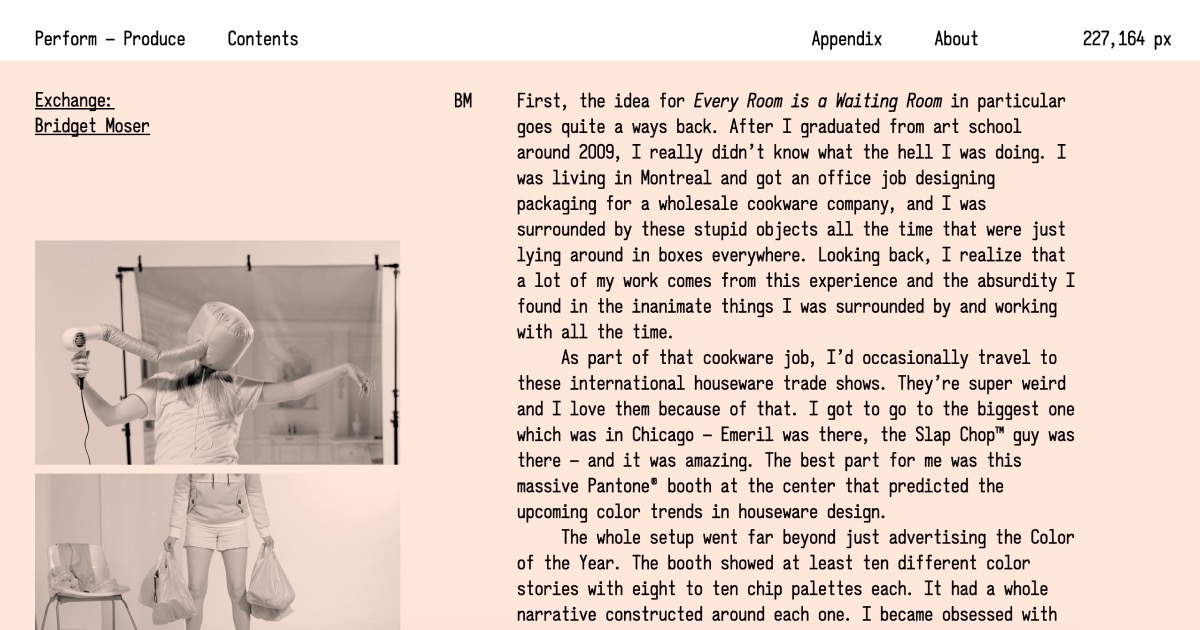 Perform – Produce Contents Appendix About 227,164 px
Exchange:
Bridget Moser
BM
First, the idea for Every Room is a Waiting Room in particular
goes quite a ways back. After I graduated from art school
around 2009, I really didn’t know what the hell I was doing. I
was living in Montreal and got an office job designing
packaging for a wholesale cookware company, and I was
surrounded by these stupid objects all the time that were just
lying around in boxes everywhere. Looking back, I realize that
a lot of my work comes from this experience and the absurdity I
found in the inanimate things I was surrounded by and working
with all the time.
As part of that cookware job, I’d occasionally travel to
these international houseware trade shows. They’re super weird
and I love them because of that. I got to go to the biggest one
which was in Chicago – Emeril was there, the Slap Chop™ guy was
there – and it was amazing. The best part for me was this
massive Pantone® booth at the center that predicted the
upcoming color trends in houseware design.
The whole setup went far beyond just advertising the Color
of the Year. The booth showed at least ten different color
stories with eight to ten chip palettes each. It had a whole
narrative constructed around each one. I became obsessed with